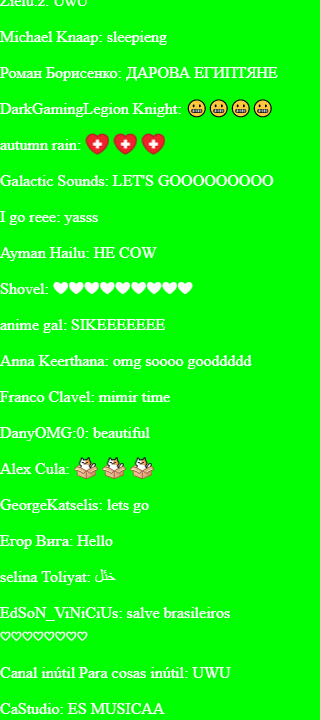 Michael Knaap: sleepieng
Роман Борисенко: ДАРОВА ЕГИПТЯНЕ
DarkGamingLegion Knight: 😬😬😬😬
autumn rain:
Galactic Sounds: LET'S GOOOOOOOOO
I go reee: yasss
Ayman Hailu: HE COW
Shovel: ♥♥♥♥♥♥♥♥♥
anime gal: SIKEEEEEEE
Anna Keerthana: omg soooo gooddddd
Franco Clavel: mimir time
DanyOMG:0: beautiful
Alex Cula:
GeorgeKatselis: lets go
Егор Вига: Hello
selina Toliyat:
EdSoN_ViNiCiUs: salve brasileiros
♡♡♡♡♡♡♡♡
Canal inútil Para cosas inútil: UWU
CaStudio: ES MUSICAA